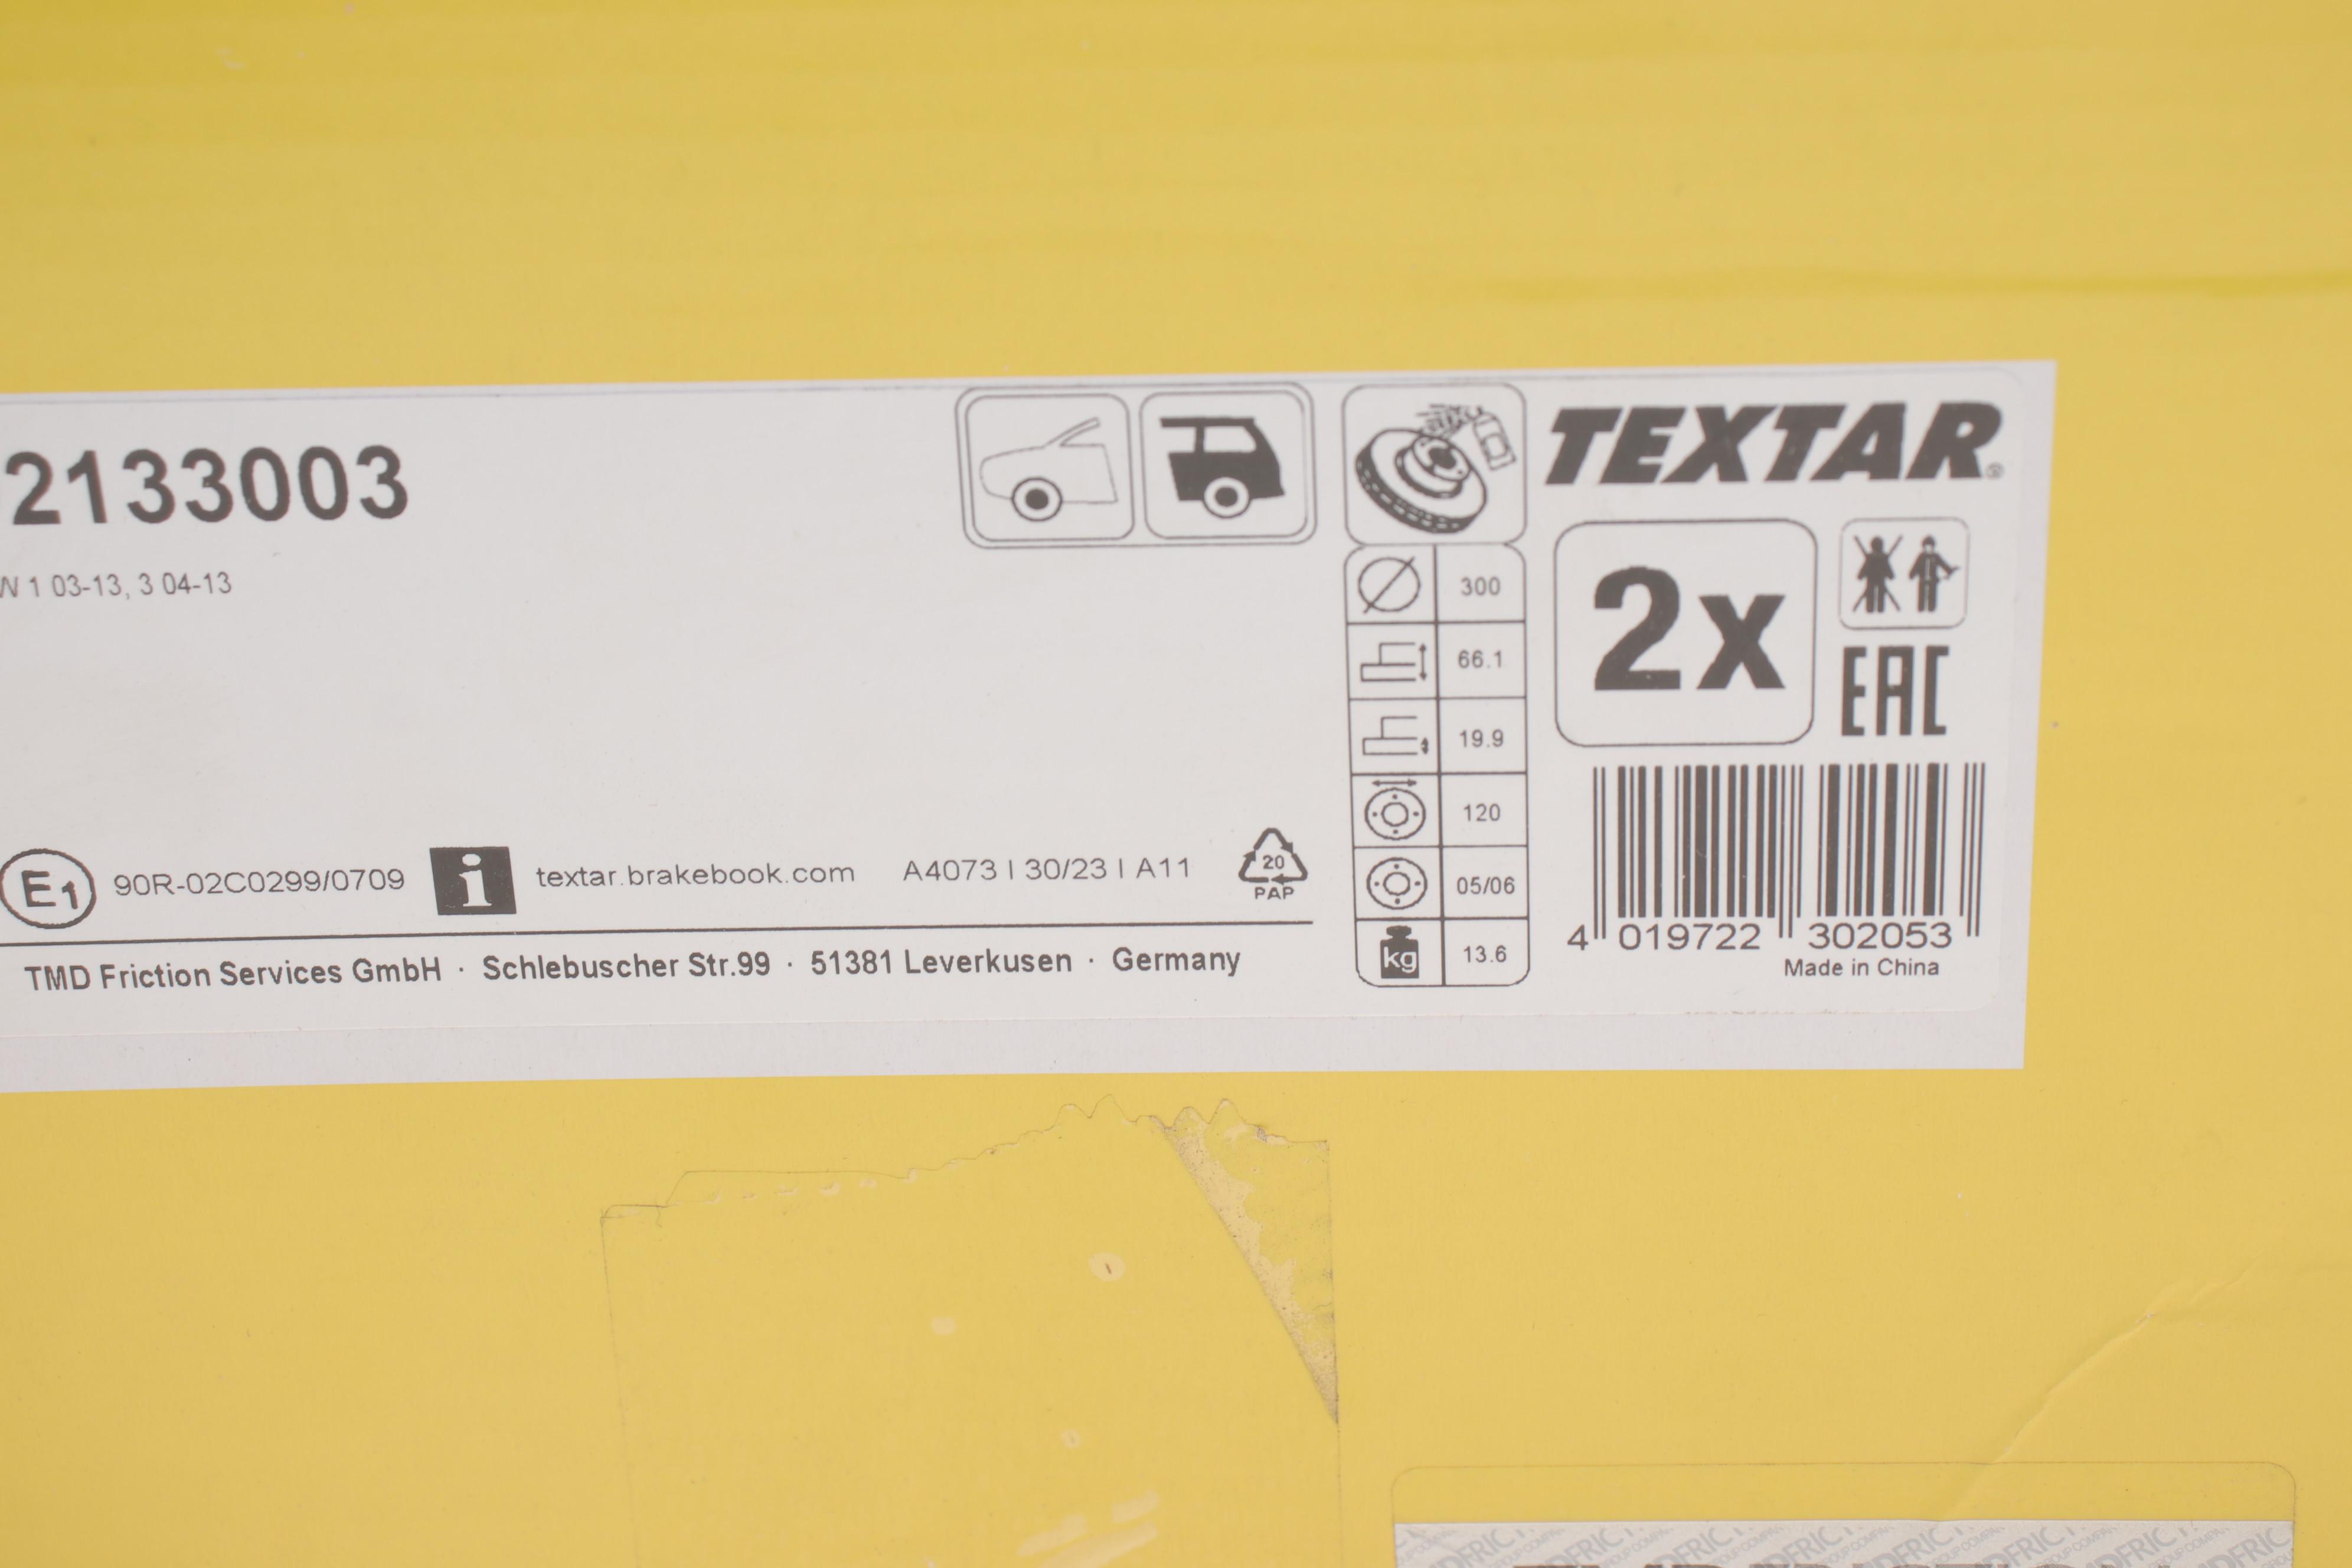 2133003
W 1 03-13, 3 04-13
E1 90R-02C0299/0709 i textar.brakebook.com A4073 | 30/23 | A11 20 PAP
TMD Friction Services GmbH · Schlebuscher Str.99 · 51381 Leverkusen · Germany
300
66.1
19.9
120
05/06
kg 13.6
TEXTAR®
2x
EAC
4 019722 302053
Made in China